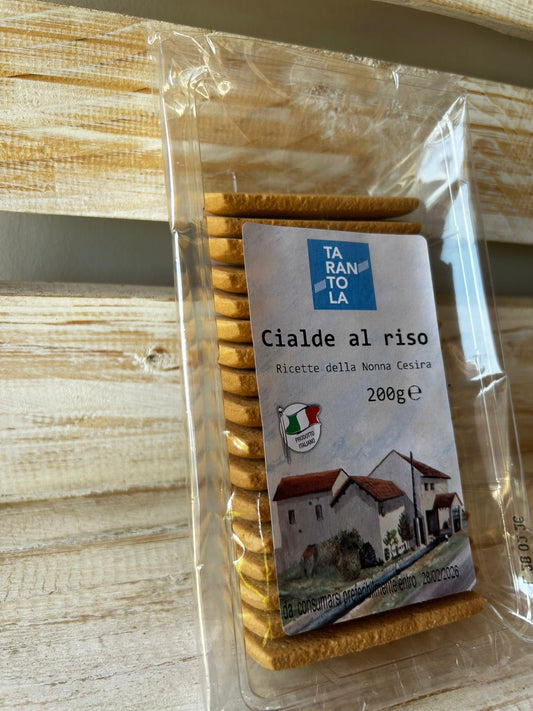 TA
RAN
TO
LA
Cialde al riso
Ricette della Nonna Cesira
200g℮
PRODOTTO
ITALIANO
da consumarsi preferibilmente entro 28/02/2026